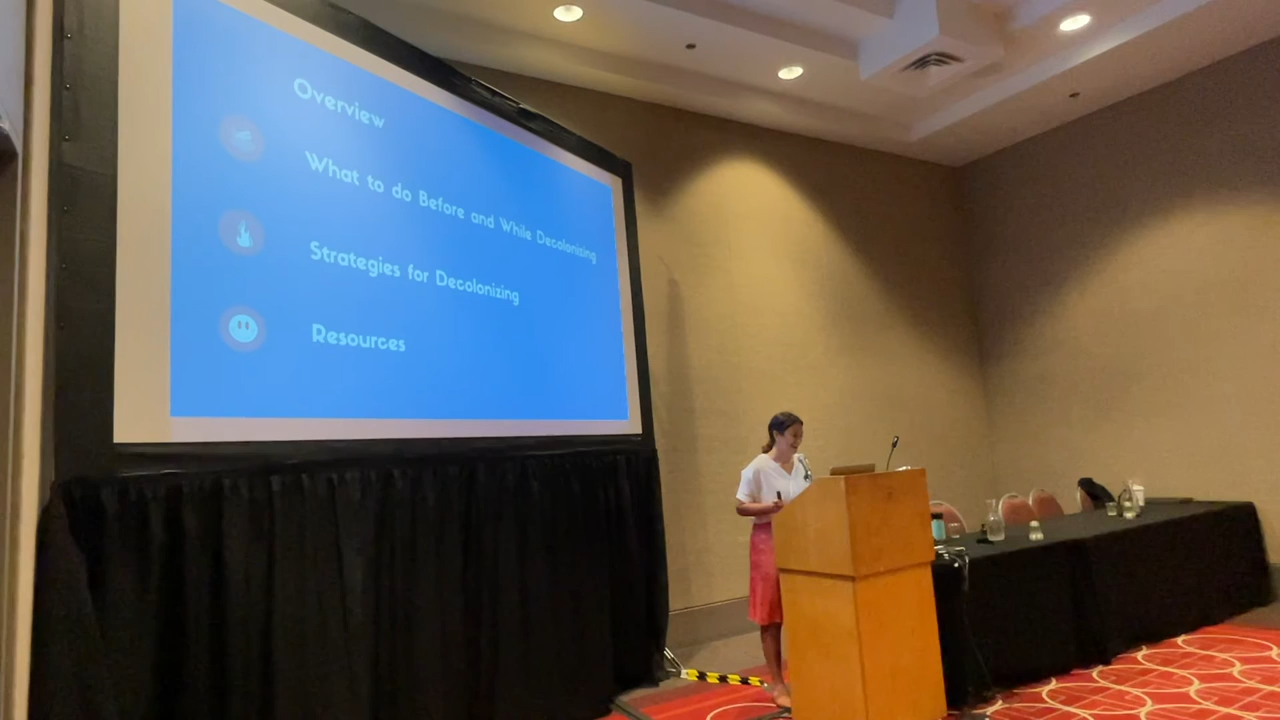 Overview
What to do Before and While Decolonizing
Strategies for Decolonizing
Resources